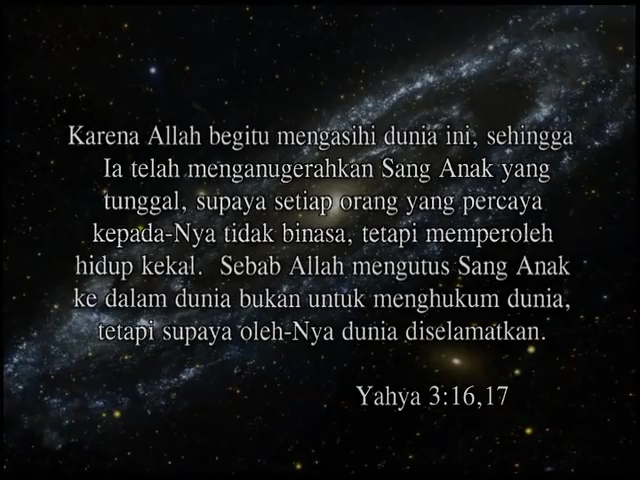 Karena Allah begitu mengasihi dunia ini, sehingga
Ia telah menganugerahkan Sang Anak yang
tunggal, supaya setiap orang yang percaya
kepada-Nya tidak binasa, tetapi memperoleh
hidup kekal. Sebab Allah mengutus Sang Anak
ke dalam dunia bukan untuk menghukum dunia,
tetapi supaya oleh-Nya dunia diselamatkan.
Yahya 3:16,17